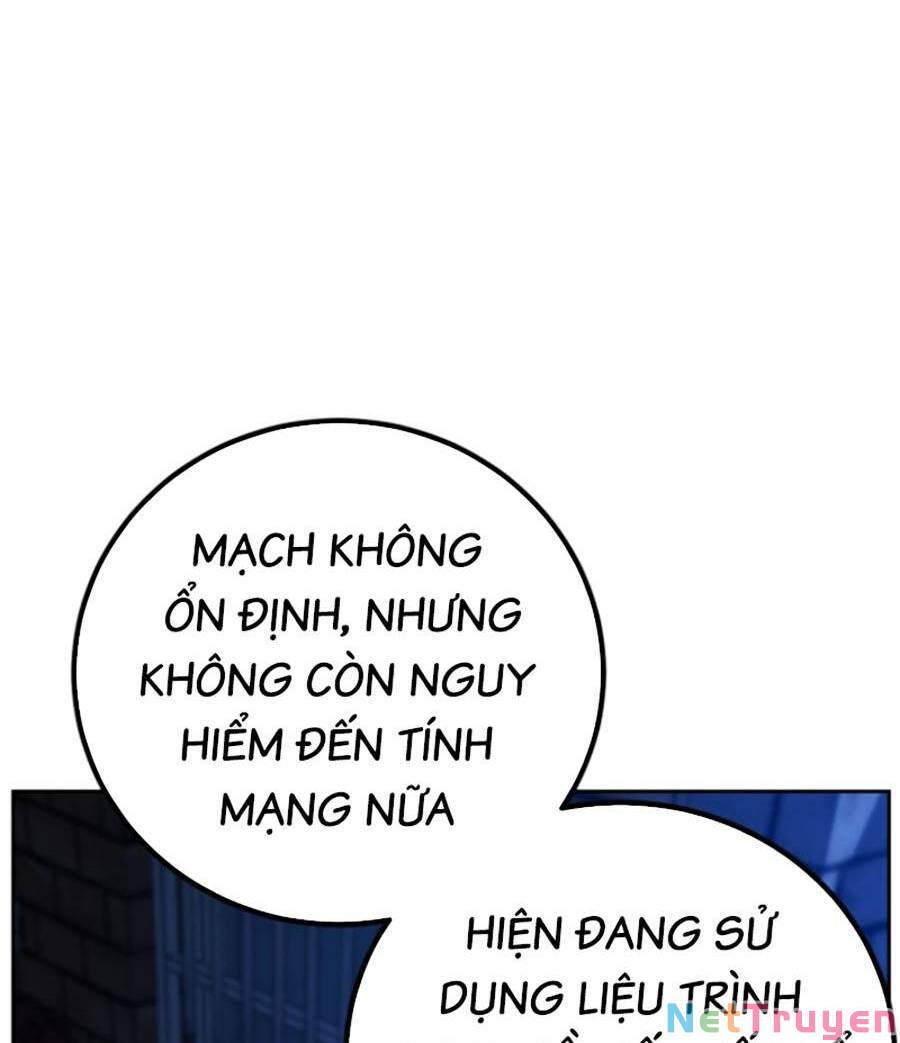 MẠCH KHÔNG
ỔN ĐỊNH, NHƯNG
KHÔNG CÒN NGUY
HIỂM ĐẾN TÍNH
MẠNG NỮA
HIỆN ĐANG SỬ
DỤNG LIỆU TRÌNH
NetTruyen